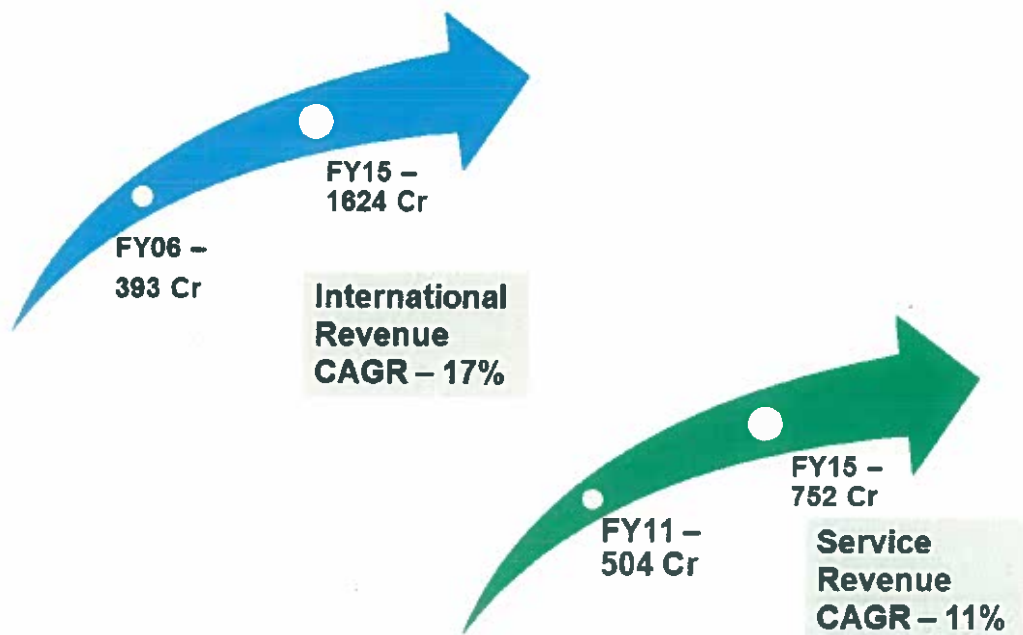 FY15 –
1624 Cr
FY06 –
393 Cr
International
Revenue
CAGR – 17%
FY15 –
752 Cr
FY11 –
504 Cr
Service
Revenue
CAGR – 11%